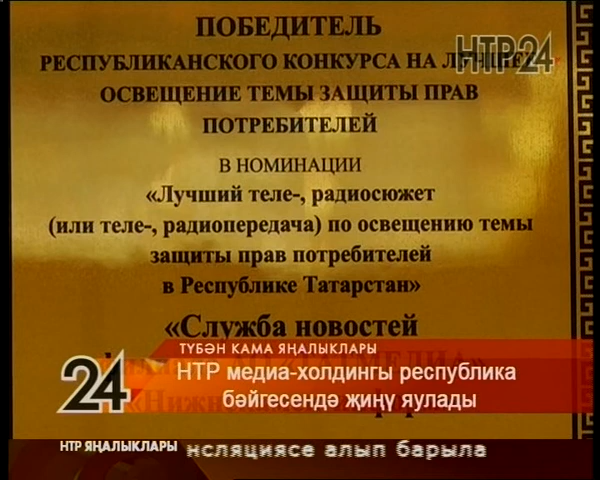 ПОБЕДИТЕЛЬ
НТР24
РЕСПУБЛИКАНСКОГО КОНКУРСА НА ЛУЧШЕЕ
ОСВЕЩЕНИЕ ТЕМЫ ЗАЩИТЫ ПРАВ
ПОТРЕБИТЕЛЕЙ
В НОМИНАЦИИ
«Лучший теле-, радиосюжет
(или теле-, радиопередача) по освещению темы
защиты прав потребителей
в Республике Татарстан»
«Служба новостей
ТҮБӘН КАМА ЯҢАЛЫКЛАРЫ
24
НТР медиа-холдингы республика
бәйгесендә җиңү яулады
НТР ЯҢАЛЫКЛАРЫ
нсляциясе алып барыла